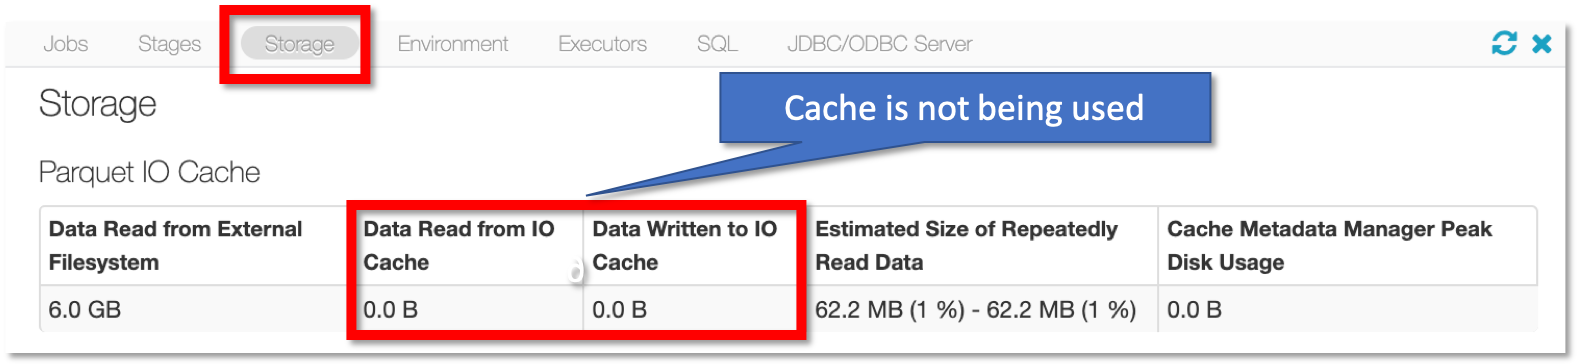 Jobs Stages Storage Environment Executors SQL JDBC/ODBC Server
Storage
Cache is not being used
Parquet IO Cache
Data Read from External Filesystem Data Read from IO Cache Data Written to IO Cache Estimated Size of Repeatedly Read Data Cache Metadata Manager Peak Disk Usage
6.0 GB 0.0 B 0.0 B 62.2 MB (1 %) - 62.2 MB (1 %) 0.0 B